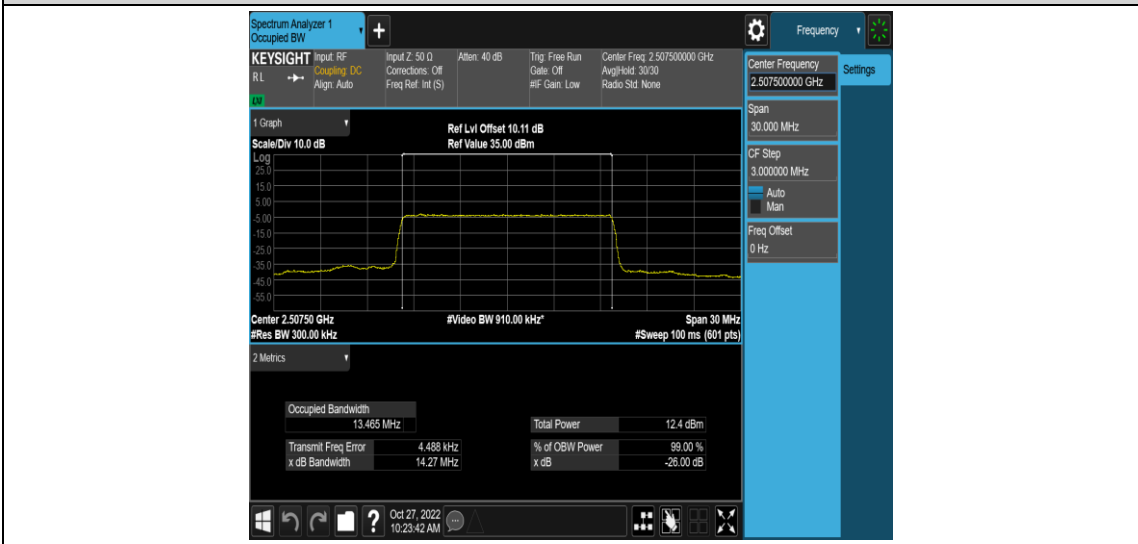 Spectrum Analyzer 1
Occupied BW
+
Frequency
KEYSIGHT
RL
LXI
Input: RF
Coupling: DC
Align: Auto
Input Z: 50 Ω
Corrections: Off
Freq Ref: Int (S)
Atten: 40 dB
Trig: Free Run
Gate: Off
#IF Gain: Low
Center Freq: 2.507500000 GHz
Avg|Hold: 30/30
Radio Std: None
Center Frequency
2.507500000 GHz
Settings
Span
30.000 MHz
CF Step
3.000000 MHz
Auto
Man
Freq Offset
0 Hz
1 Graph
Scale/Div 10.0 dB
Ref Lvl Offset 10.11 dB
Ref Value 35.00 dBm
Log
25.0
15.0
5.00
-5.00
-15.0
-25.0
-35.0
-45.0
-55.0
Center 2.50750 GHz
#Video BW 910.00 kHz*
Span 30 MHz
#Res BW 300.00 kHz
#Sweep 100 ms (601 pts)
2 Metrics
Occupied Bandwidth
13.465 MHz
Total Power 12.4 dBm
Transmit Freq Error 4.488 kHz
% of OBW Power 99.00 %
x dB Bandwidth 14.27 MHz
x dB -26.00 dB
?
Oct 27, 2022
10:23:42 AM